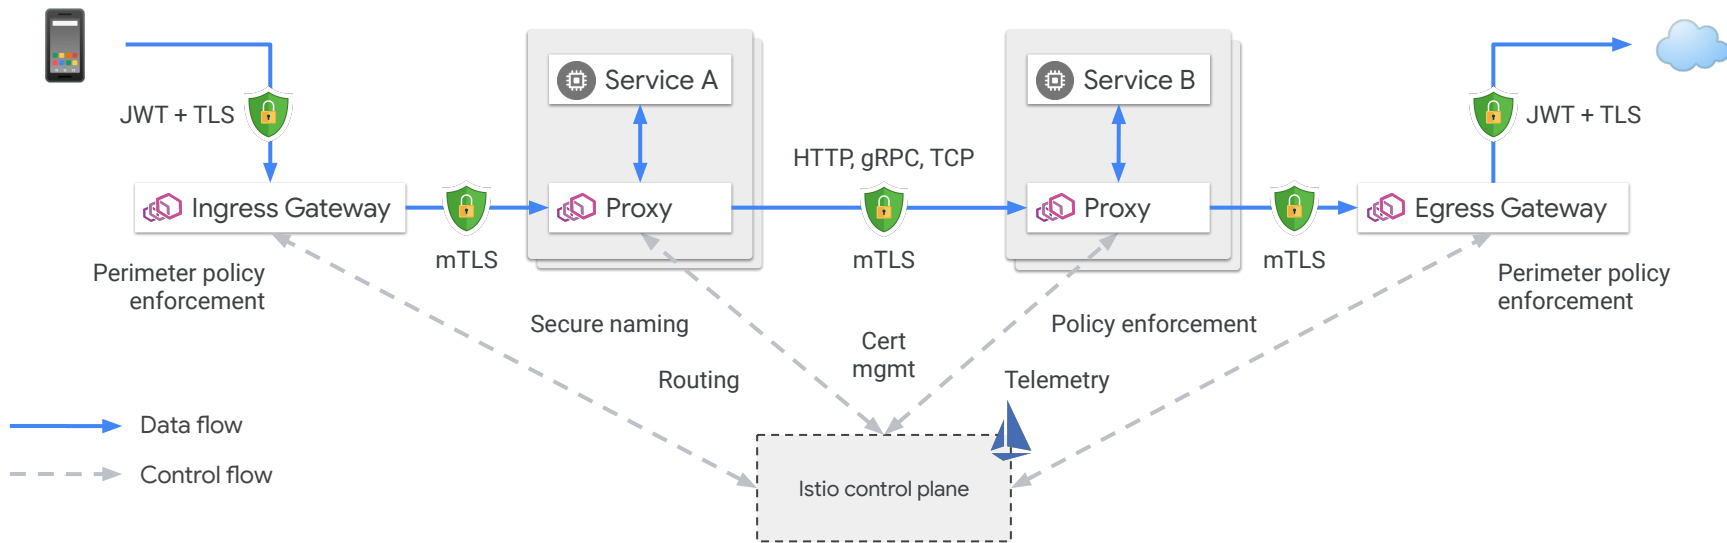 Service A
Service B
JWT + TLS
JWT + TLS
HTTP, gRPC, TCP
Ingress Gateway
Proxy
Proxy
Egress Gateway
mTLS
mTLS
mTLS
Perimeter policy
enforcement
Perimeter policy
enforcement
Secure naming
Cert
mgmt
Policy enforcement
Routing
Telemetry
Data flow
Control flow
Istio control plane